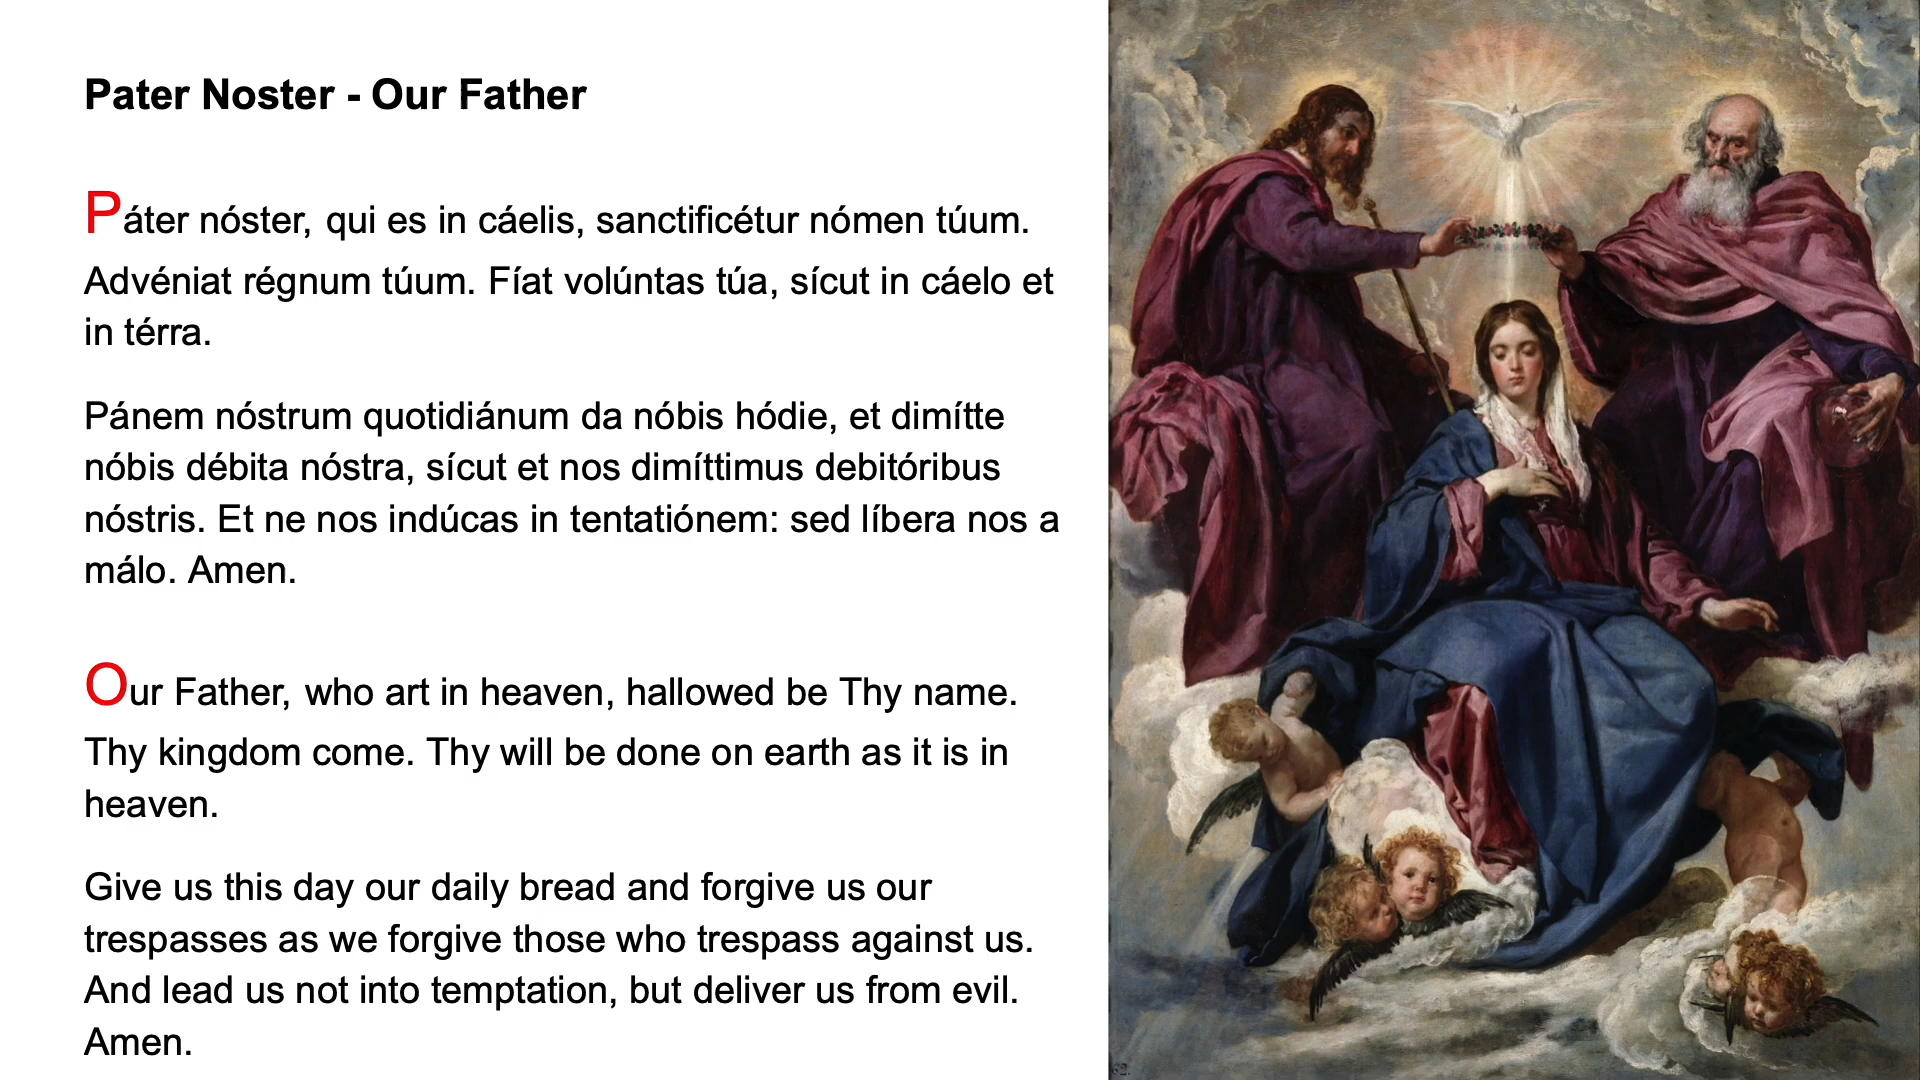 Pater Noster - Our Father
Páter nóster, qui es in cáelis, sanctificétur nómen túum.
Advéniat régnum túum. Fíat volúntas túa, sícut in cáelo et
in térra.
Pánem nóstrum quotidiánum da nóbis hódie, et dimítte
nóbis débita nóstra, sícut et nos dimíttimus debitóribus
nóstris. Et ne nos indúcas in tentatiónem: sed líbera nos a
málo. Amen.
Our Father, who art in heaven, hallowed be Thy name.
Thy kingdom come. Thy will be done on earth as it is in
heaven.
Give us this day our daily bread and forgive us our
trespasses as we forgive those who trespass against us.
And lead us not into temptation, but deliver us from evil.
Amen.
62.